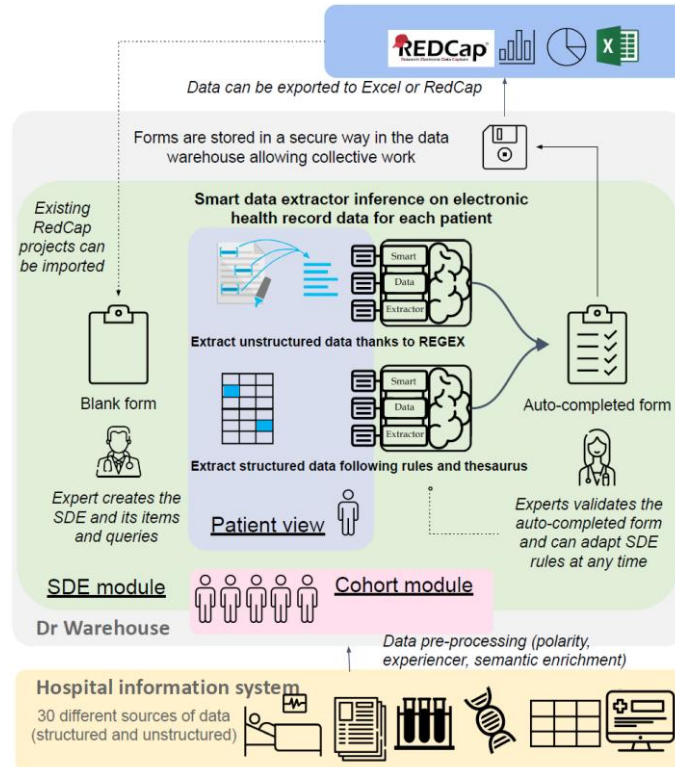 REDCap®
Research Electronic Data Capture
X
Data can be exported to Excel or RedCap
Forms are stored in a secure way in the data
warehouse allowing collective work
Existing
RedCap
projects can
be imported
Smart data extractor inference on electronic
health record data for each patient
Smart
Data
Extractor
Extract unstructured data thanks to REGEX
Blank form
Auto-completed form
Smart
Data
Extractor
Extract structured data following rules and thesaurus
Expert creates the
SDE and its items
and queries
Experts validates the
auto-completed form
and can adapt SDE
rules at any time
Patient view
SDE module
Cohort module
Dr Warehouse
Data pre-processing (polarity,
experiencer, semantic enrichment)
Hospital information system
30 different sources of data
(structured and unstructured)